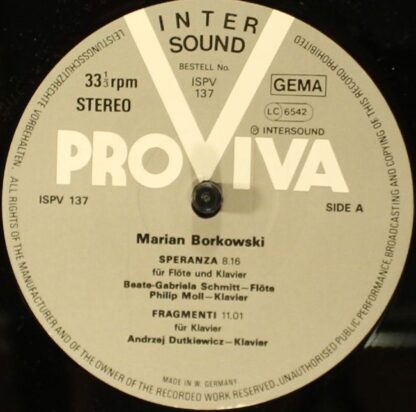 INTER
SOUND
BESTELL No.
ISPV
137
33 1/3 rpm
STEREO
GEMA
LC 6542
Ⓟ INTERSOUND
PROVIVA
ISPV 137
SIDE A
Marian Borkowski
SPERANZA 8.16
für Flöte und Klavier
Beate-Gabriela Schmitt—Flöte
Philip Moll—Klavier
FRAGMENTI 11.01
für Klavier
Andrzej Dutkiewicz—Klavier
MADE IN W. GERMANY
LEISTUNGSSCHUTZRECHTE VORBEHALTEN ALL RIGHTS OF THE MANUFACTURER AND OF THE OWNER OF THE RECORDED WORK RESERVED.—UNAUTHORISED PUBLIC PERFORMANCE, BROADCASTING AND COPYING OF THIS RECORD PROHIBITED